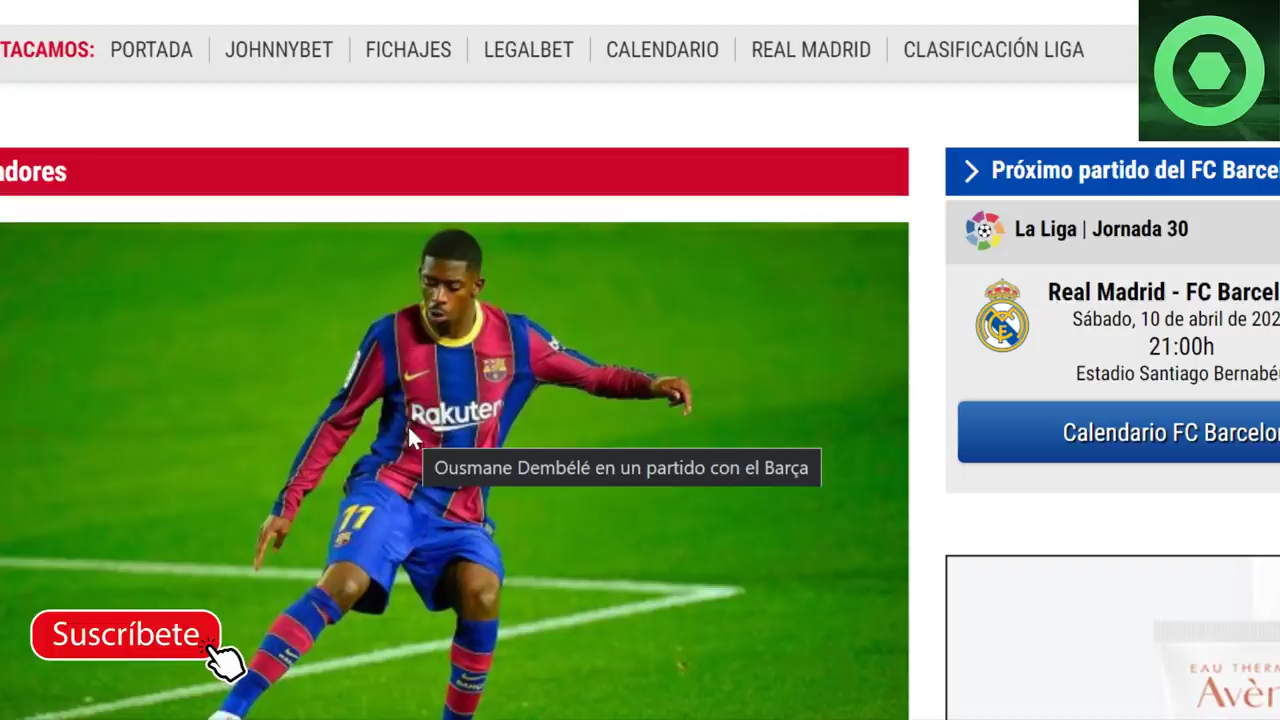 TACAMOS: PORTADA JOHNNYBET FICHAJES LEGALBET CALENDARIO REAL MADRID CLASIFICACIÓN LIGA
adores
Próximo partido del FC Barce
La Liga | Jornada 30
Real Madrid - FC Barcel
Sábado, 10 de abril de 202
21:00h
Estadio Santiago Bernabé
Calendario FC Barcelo
Rakuten
Ousmane Dembélé en un partido con el Barça
11
Suscríbete
EAU THERM
Avèn